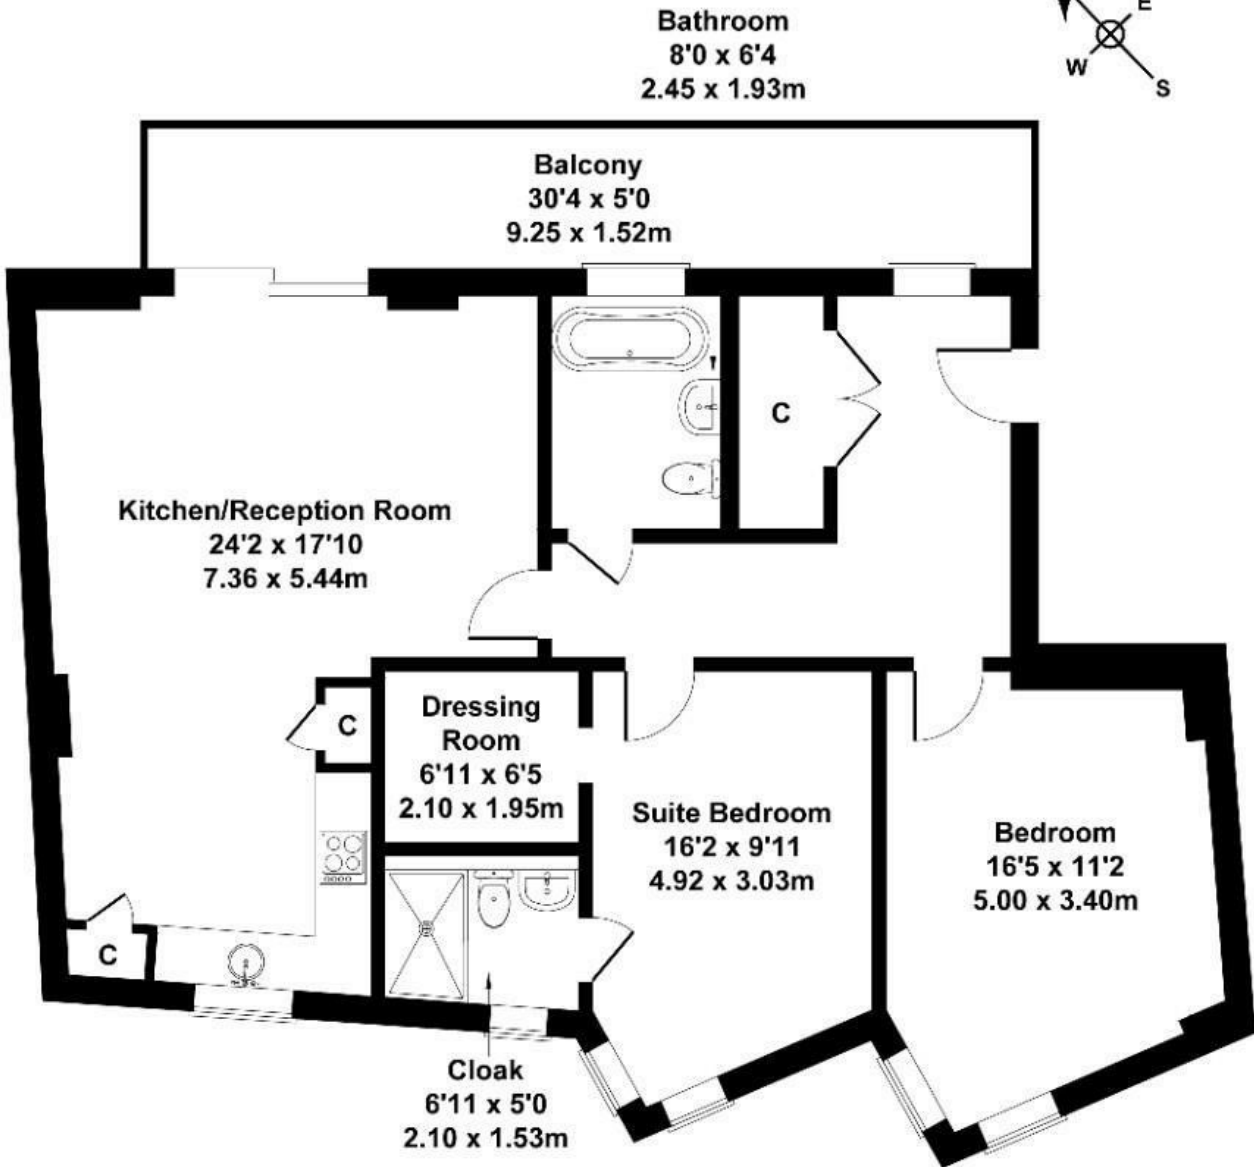 Bathroom
8'0 x 6'4
2.45 x 1.93m
E
W
S
Balcony
30'4 x 5'0
9.25 x 1.52m
C
Kitchen/Reception Room
24'2 x 17'10
7.36 x 5.44m
C
Dressing
Room
6'11 x 6'5
2.10 x 1.95m
Suite Bedroom
16'2 x 9'11
4.92 x 3.03m
Bedroom
16'5 x 11'2
5.00 x 3.40m
C
Cloak
6'11 x 5'0
2.10 x 1.53m